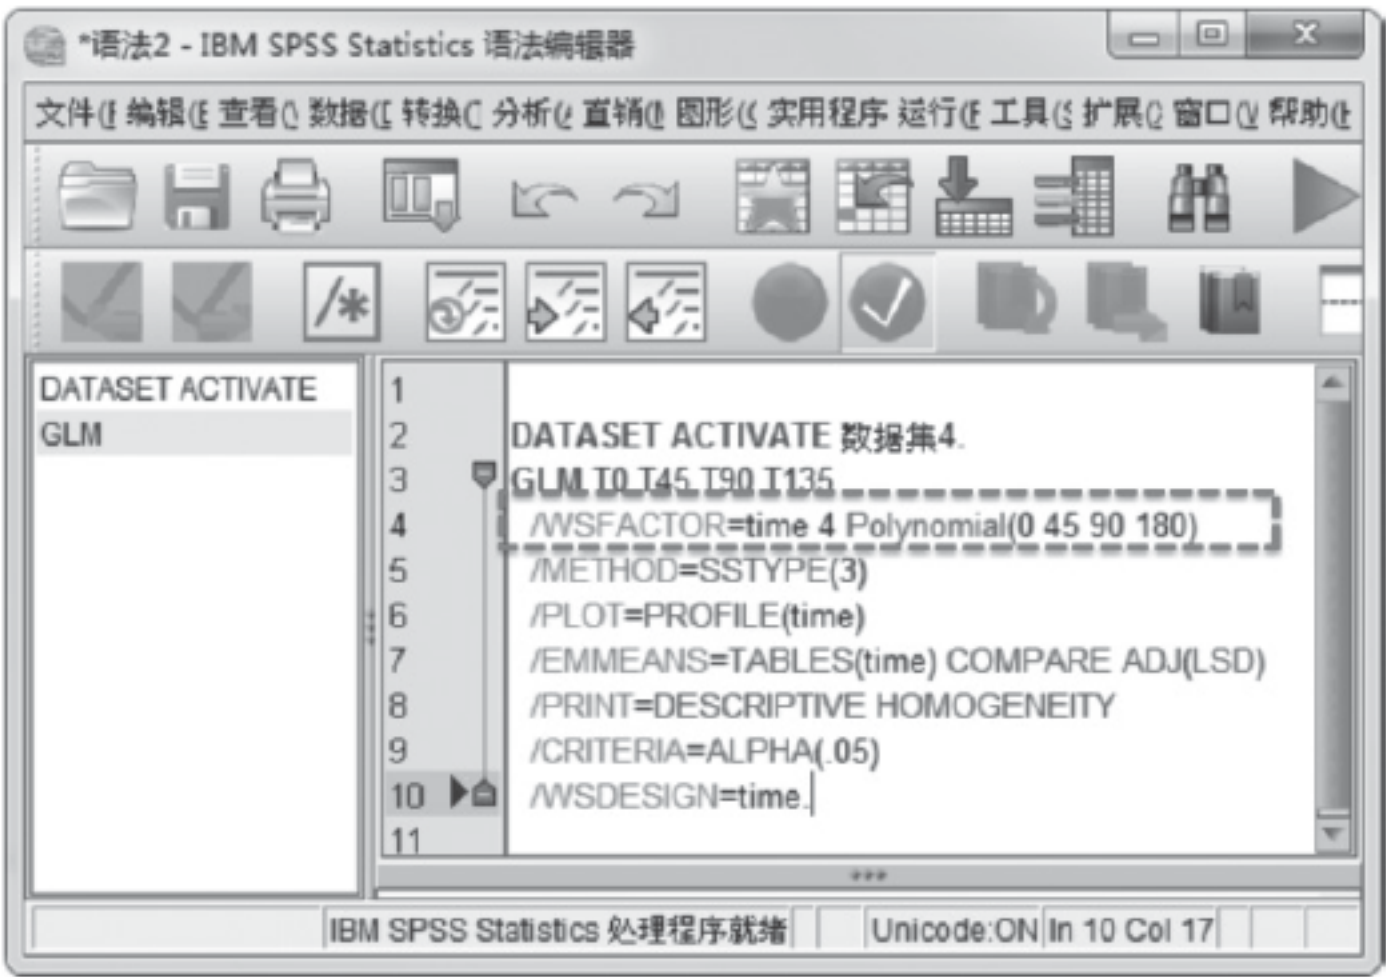 *语法2 - IBM SPSS Statistics 语法编辑器
文件(F 编辑(E 查看(V 数据(D 转换(T 分析(A 直销(M 图形(G 实用程序 运行(R 工具(S 扩展(X 窗口(W 帮助(H
/*
DATASET ACTIVATE
GLM
1
2 DATASET ACTIVATE 数据集4.
3 GLM T0 T45 T90 T135
4 /WSFACTOR=time 4 Polynomial(0 45 90 180)
5 /METHOD=SSTYPE(3)
6 /PLOT=PROFILE(time)
7 /EMMEANS=TABLES(time) COMPARE ADJ(LSD)
8 /PRINT=DESCRIPTIVE HOMOGENEITY
9 /CRITERIA=ALPHA(.05)
10 /WSDESIGN=time.
11
IBM SPSS Statistics 处理程序就绪 Unicode:ON In 10 Col 17